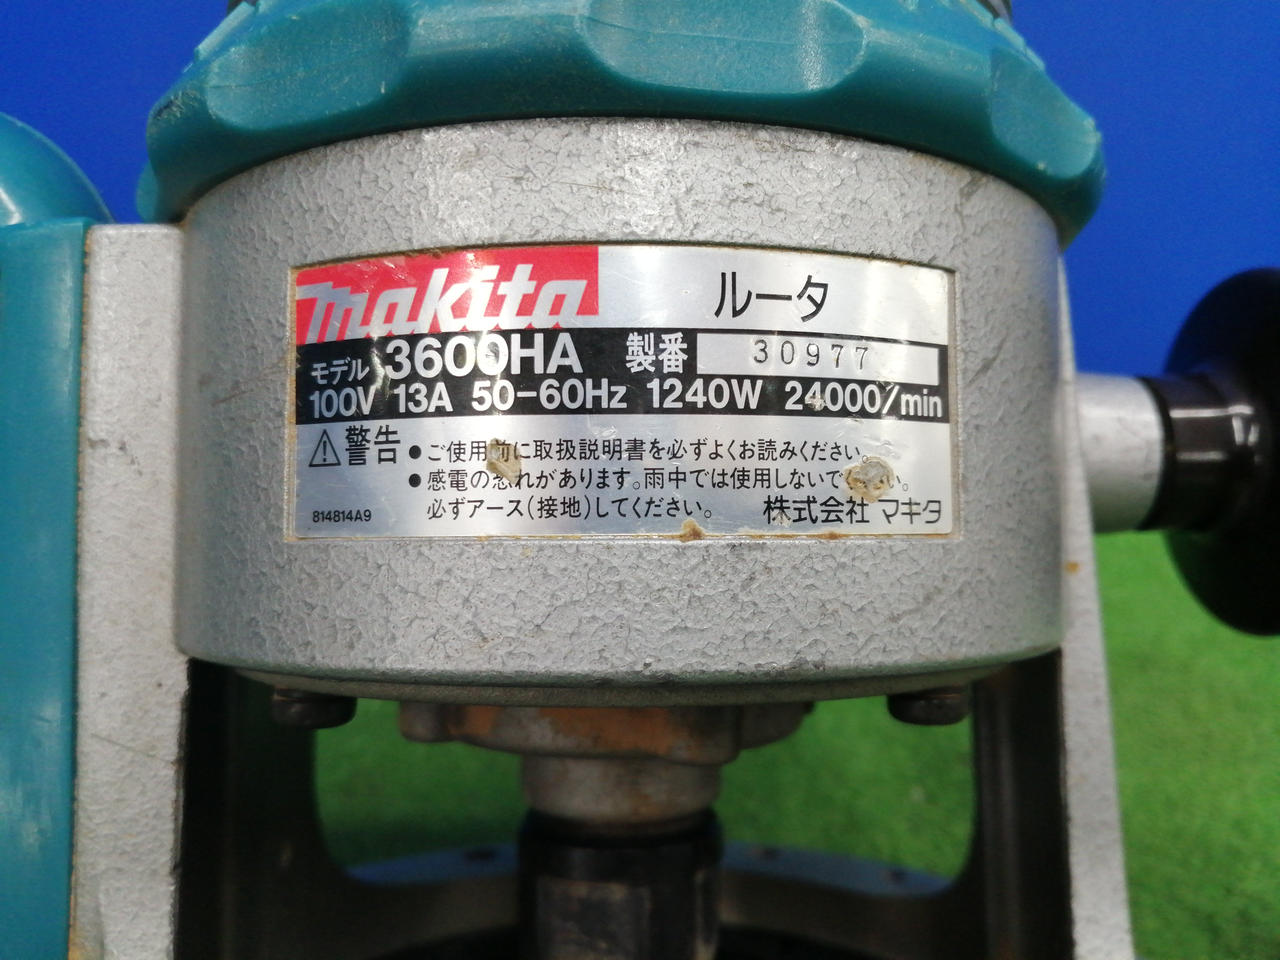 makita ルータ
モデル 3600HA 製番 30977
100V 13A 50-60Hz 1240W 24000/min
警告 ●ご使用前に取扱説明書を必ずよくお読みください。
●感電の恐れがあります。雨中では使用しないでください。
必ずアース(接地)してください。
814814A9 株式会社 マキタ